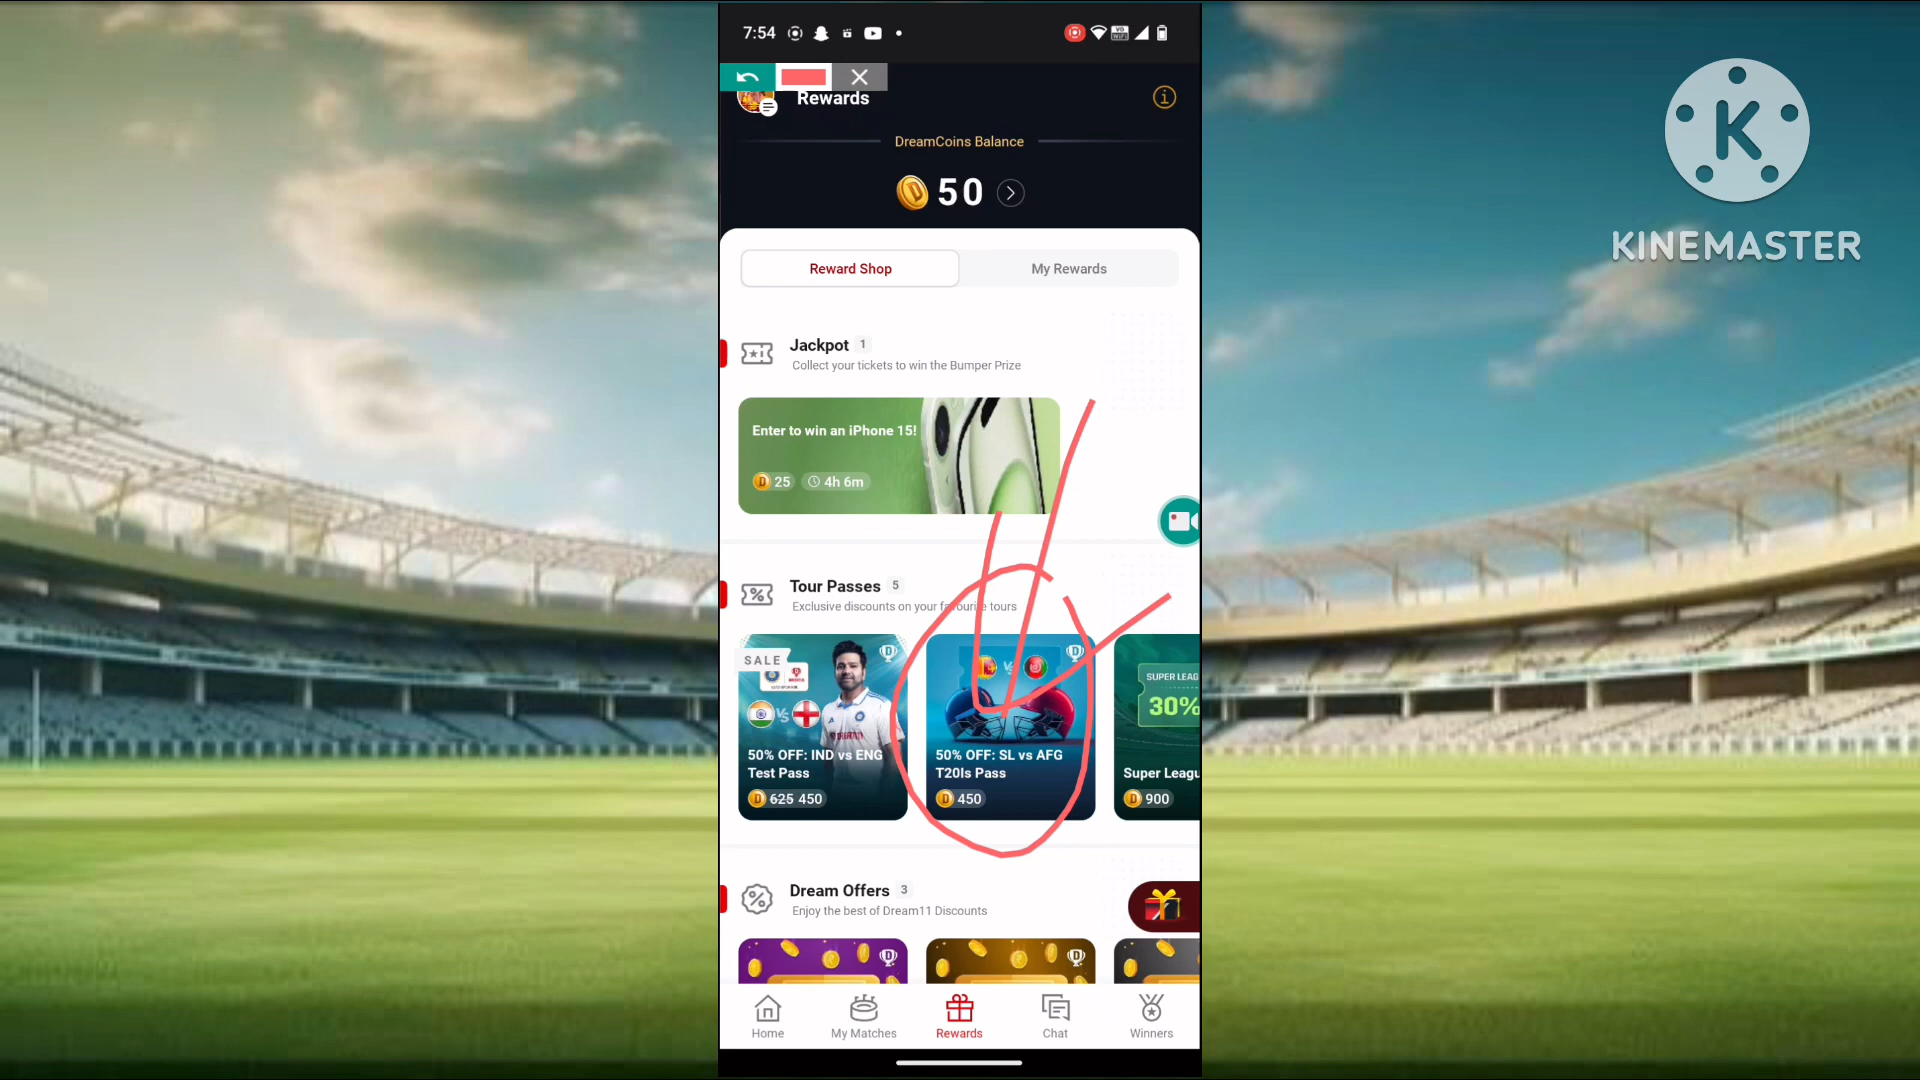 7:54
Rewards
DreamCoins Balance
50
Reward Shop
My Rewards
Jackpot 1
Collect your tickets to win the Bumper Prize
Enter to win an iPhone 15!
25
4h 6m
Tour Passes 5
Exclusive discounts on your favourite tours
SALE
VS
50% OFF: IND vs ENG
Test Pass
625 450
50% OFF: SL vs AFG
T20Is Pass
450
SUPER LEAG
30%
Super Leagu
900
Dream Offers 3
Enjoy the best of Dream11 Discounts
Home
My Matches
Rewards
Chat
Winners
K
KINEMASTER